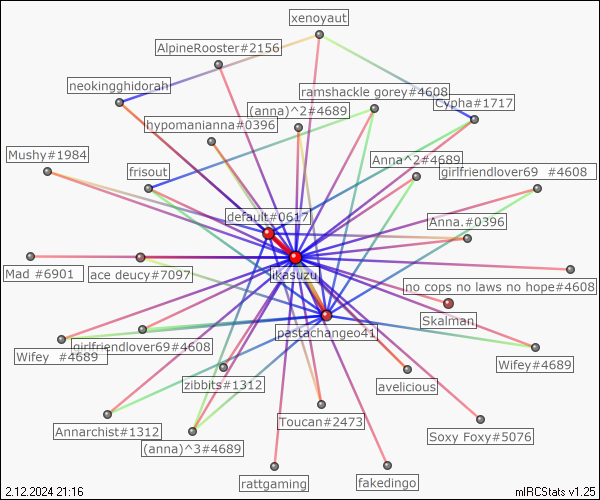 xenoyaut
AlpineRooster#2156
neokingghidorah
ramshackle gorey#4608
(anna)^2#4689
Cypha#1717
hypomanianna#0396
Mushy#1984
Anna^2#4689
frisout
girlfriendlover69 #4608
default#0617
Anna.#0396
Mad #6901
ace deucy#7097
ikasuzu
no cops no laws no hope#4608
Skalman
pastachangeo41
girlfriendlover69#4608
Wifey #4689
Wifey#4689
zibbits#1312
avelicious
Toucan#2473
Annarchist#1312
(anna)^3#4689
Soxy Foxy#5076
rattgaming
fakedingo
2.12.2024 21:16
mIRCStats v1.25